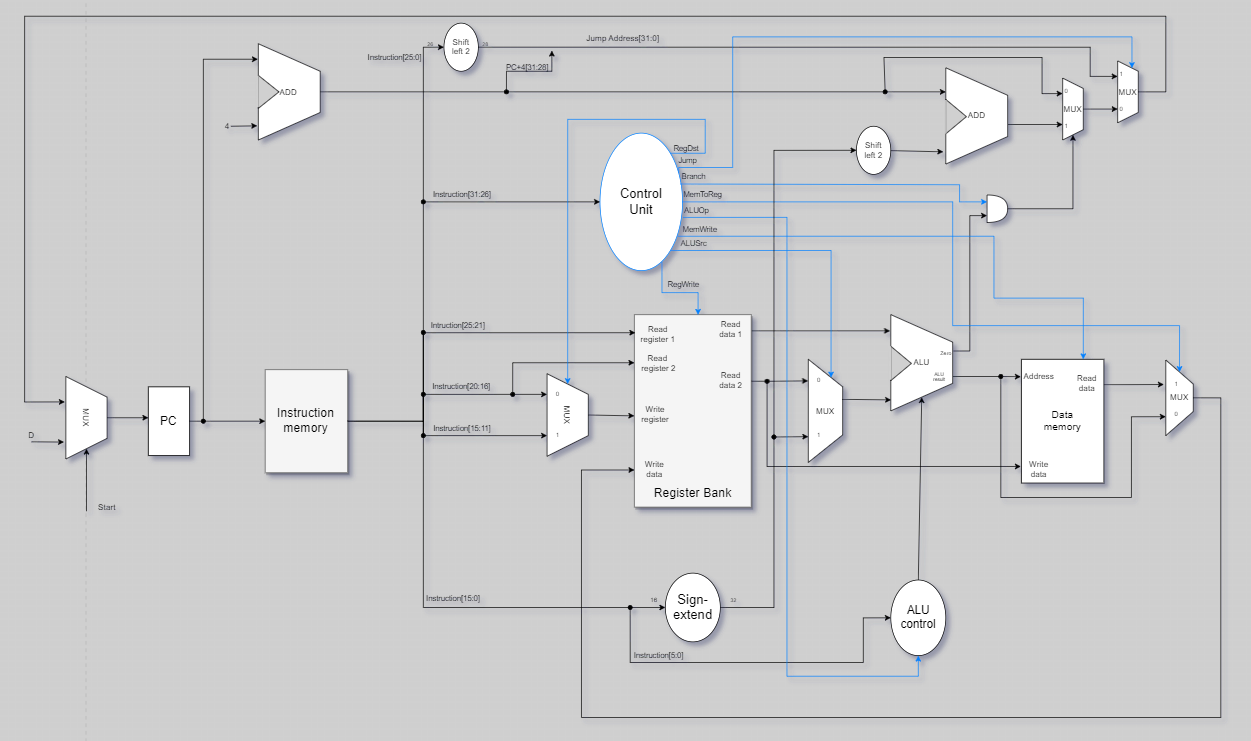 Shift
left 2
26
28
Jump Address[31:0]
Instruction[25:0]
PC+4[31:28]
ADD
4
ADD
0
MUX
1
1
MUX
0
Shift
left 2
RegDst
Jump
Branch
MemToReg
ALUOp
MemWrite
ALUSrc
Control
Unit
Instruction[31:26]
RegWrite
Intruction[25:21]
Read
register 1
Read
data 1
Read
register 2
Read
data 2
Write
register
Write
data
Register Bank
Instruction[20:16]
0
MUX
1
Instruction[15:11]
0
MUX
1
Zero
ALU
ALU
result
Address
Read
data
Data
memory
Write
data
1
MUX
0
MUX
D
Start
PC
Instruction
memory
Instruction[15:0]
16
Sign-
extend
32
Instruction[5:0]
ALU
control